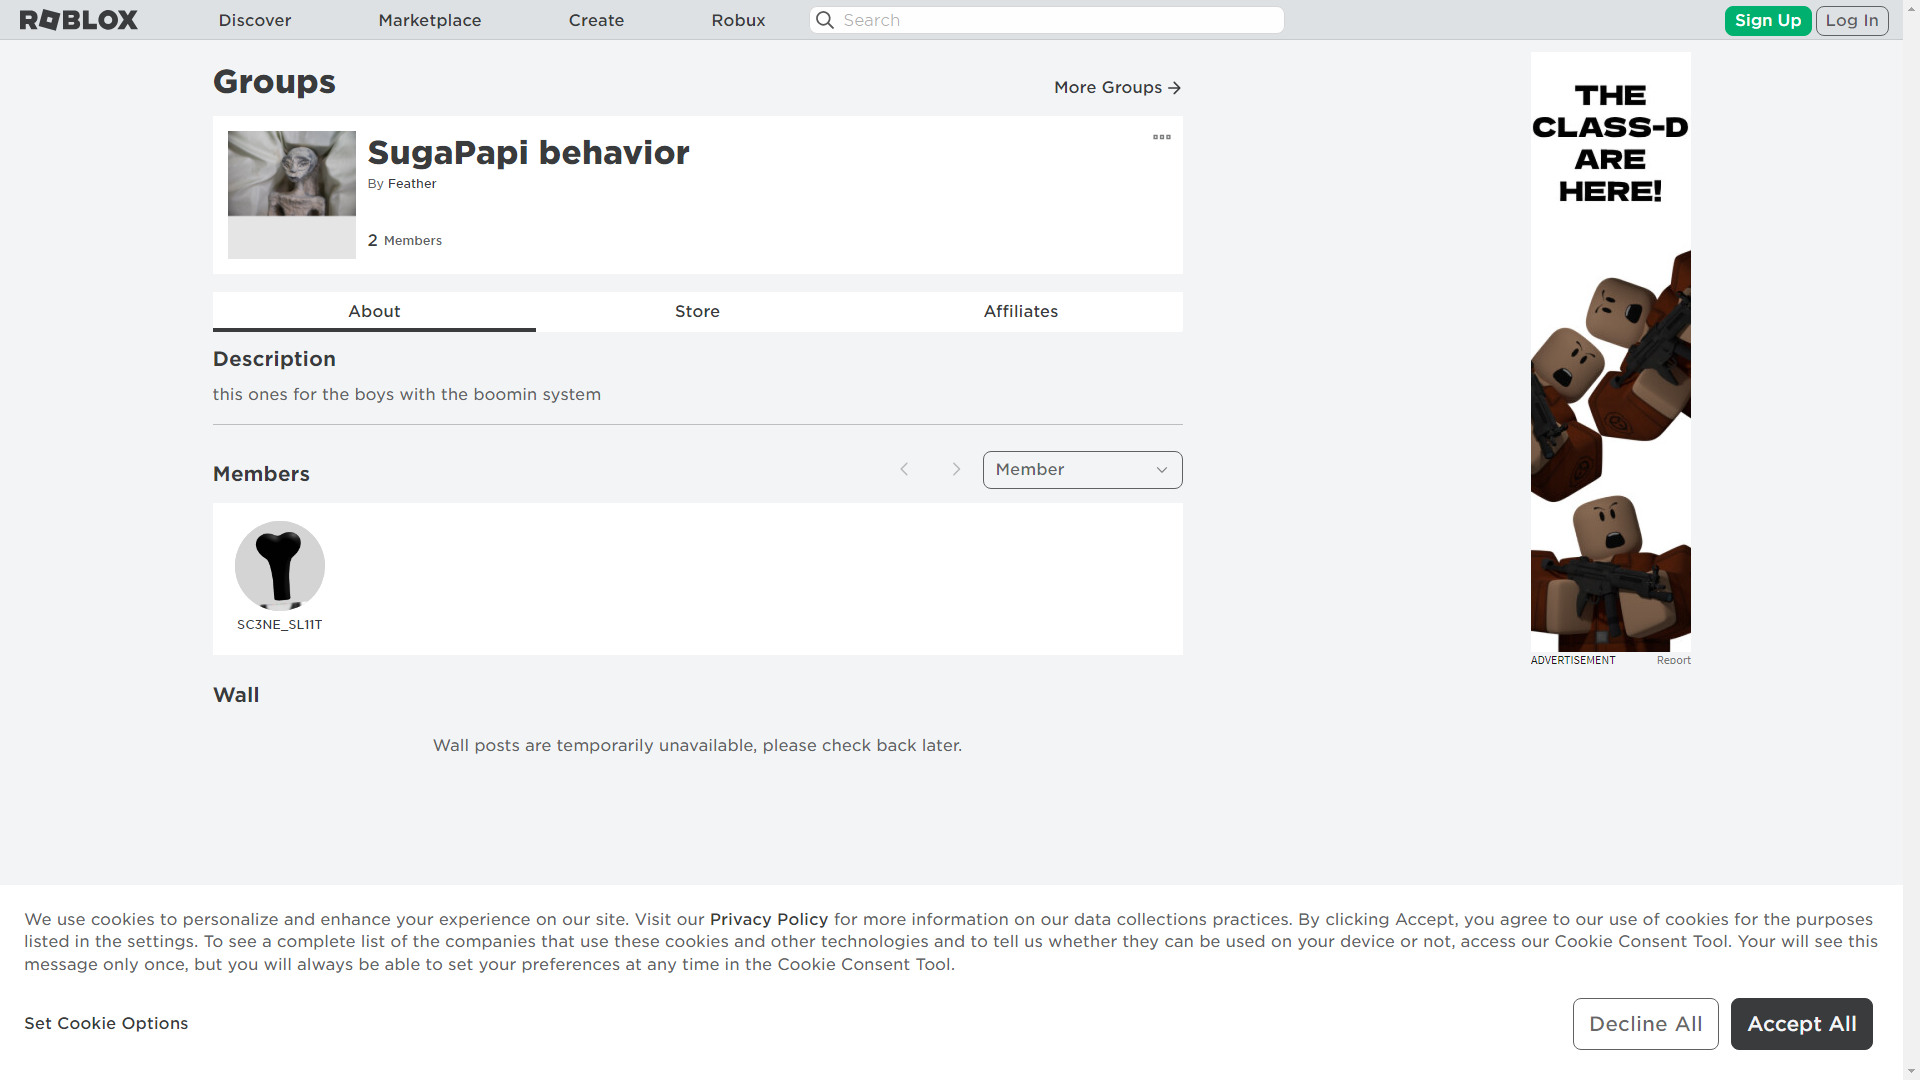 ROBLOX
Discover
Marketplace
Create
Robux
Search
Sign Up
Log In
Groups
More Groups
SugaPapi behavior
By Feather
2 Members
About
Store
Affiliates
Description
this ones for the boys with the boomin system
Members
Member
SC3NE_SL11T
Wall
Wall posts are temporarily unavailable, please check back later.
THE
CLASS-D
ARE
HERE!
ADVERTISEMENT
Report
We use cookies to personalize and enhance your experience on our site. Visit our Privacy Policy for more information on our data collections practices. By clicking Accept, you agree to our use of cookies for the purposes
listed in the settings. To see a complete list of the companies that use these cookies and other technologies and to tell us whether they can be used on your device or not, access our Cookie Consent Tool. Your will see this
message only once, but you will always be able to set your preferences at any time in the Cookie Consent Tool.
Set Cookie Options
Decline All
Accept All